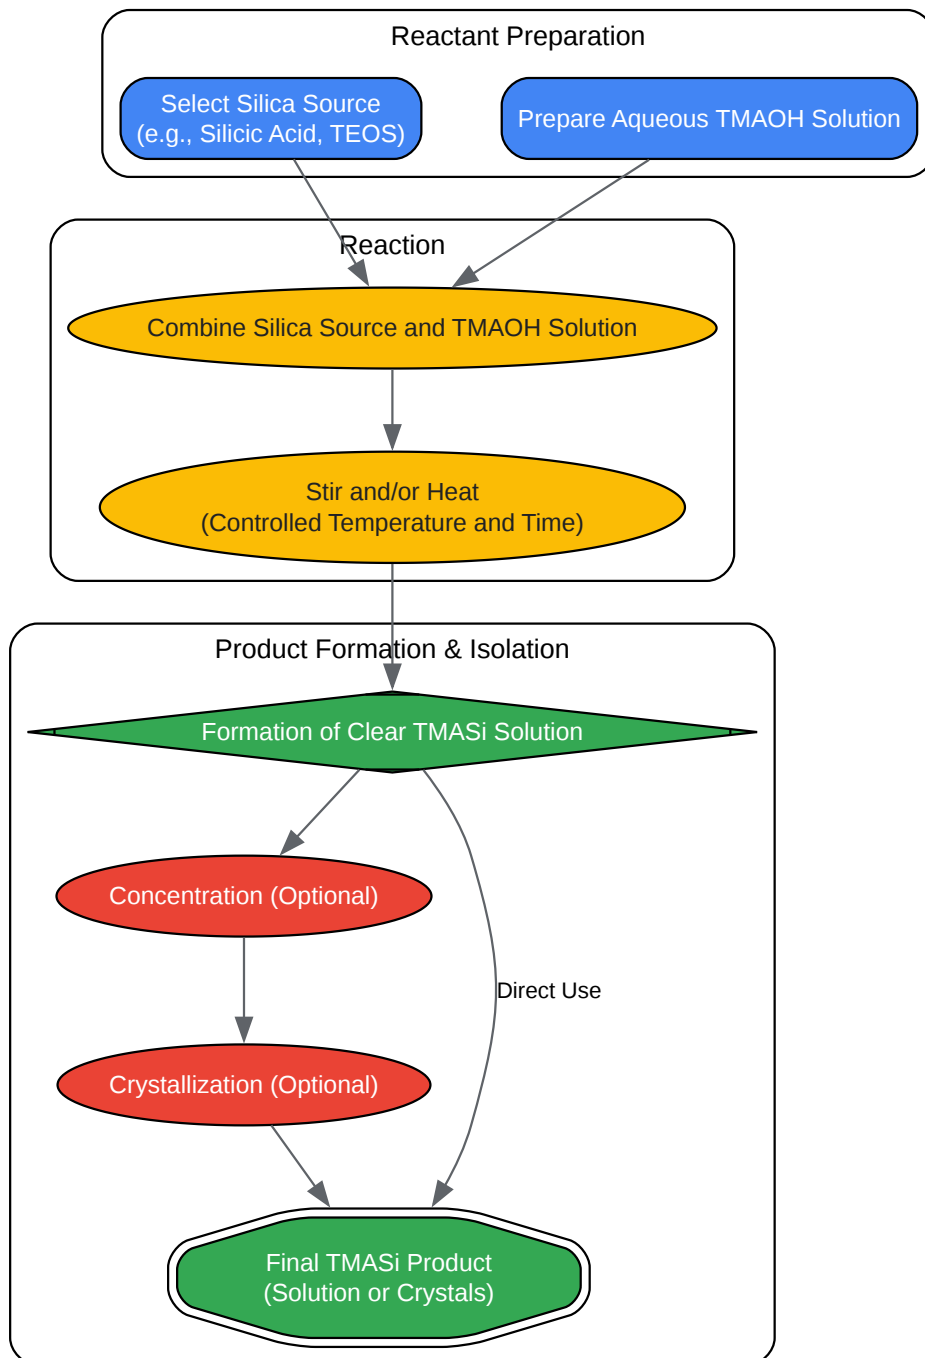 Reactant Preparation
Select Silica Source
(e.g., Silicic Acid, TEOS)
Prepare Aqueous TMAOH Solution
Reaction
Combine Silica Source and TMAOH Solution
Stir and/or Heat
(Controlled Temperature and Time)
Product Formation & Isolation
Formation of Clear TMASi Solution
Concentration (Optional)
Direct Use
Crystallization (Optional)
Final TMASi Product
(Solution or Crystals)